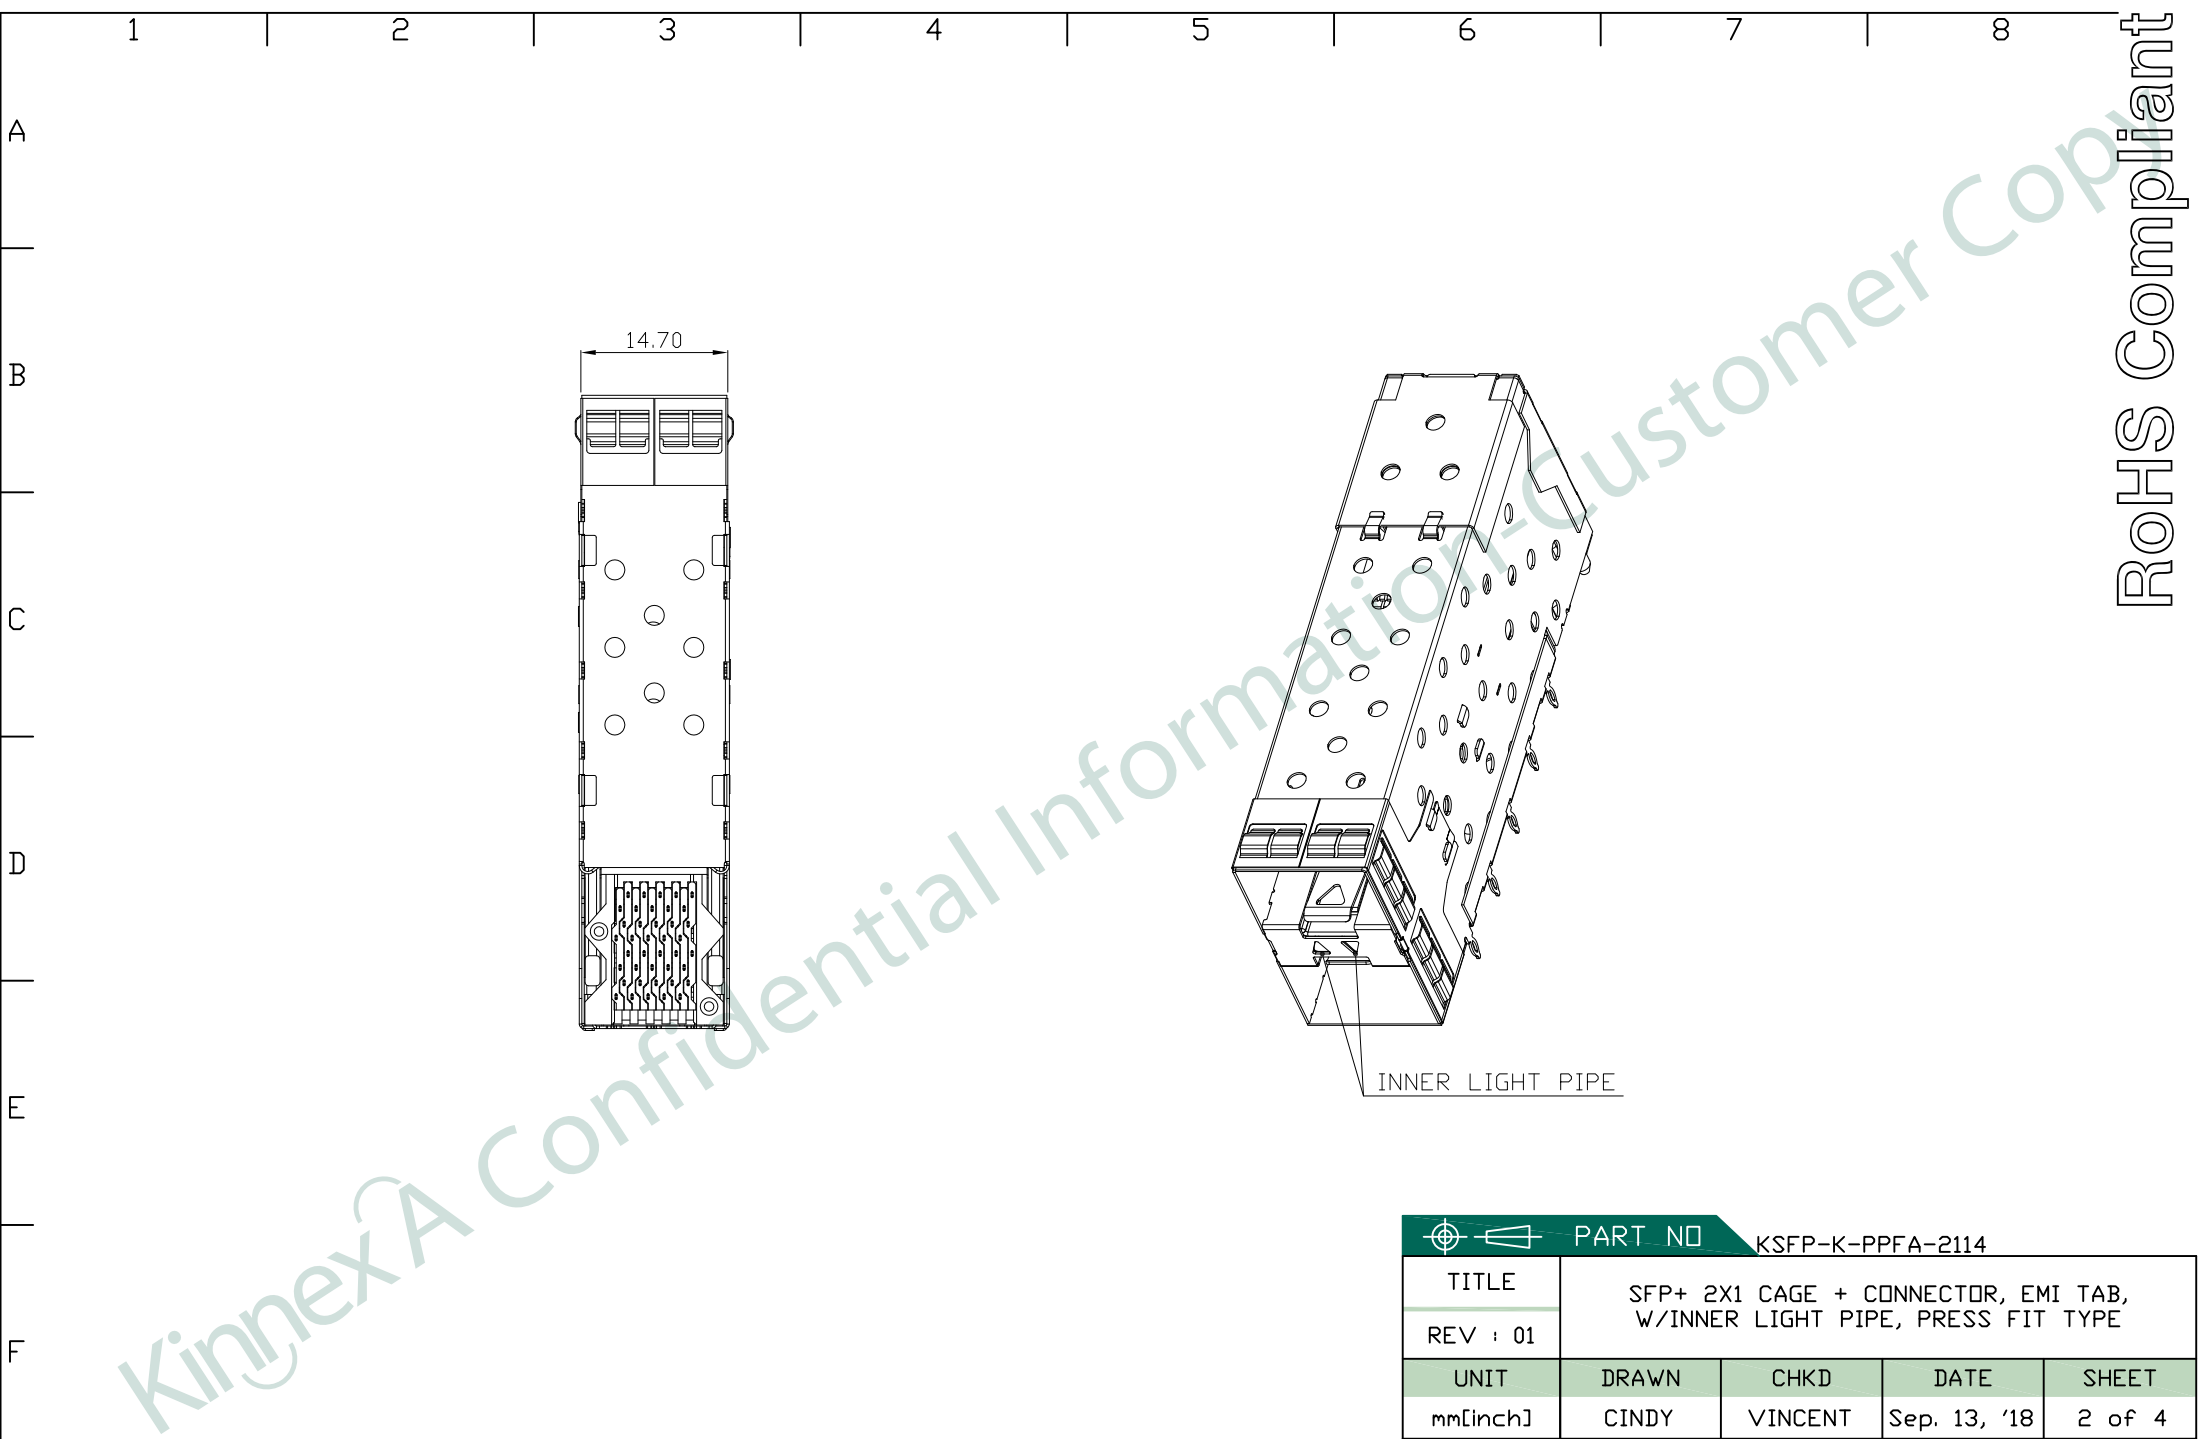 1 2 3 4 5 6 7 8
RoHS Compliant
A
B
C
D
E
F
14.70
INNER LIGHT PIPE
KinnexA Confidential Information-Customer Copy
PART NO KSFP-K-PPFA-2114
TITLE
SFP+ 2X1 CAGE + CONNECTOR, EMI TAB,
W/INNER LIGHT PIPE, PRESS FIT TYPE
REV : 01
UNIT DRAWN CHKD DATE SHEET
mm[inch] CINDY VINCENT Sep. 13, '18 2 of 4